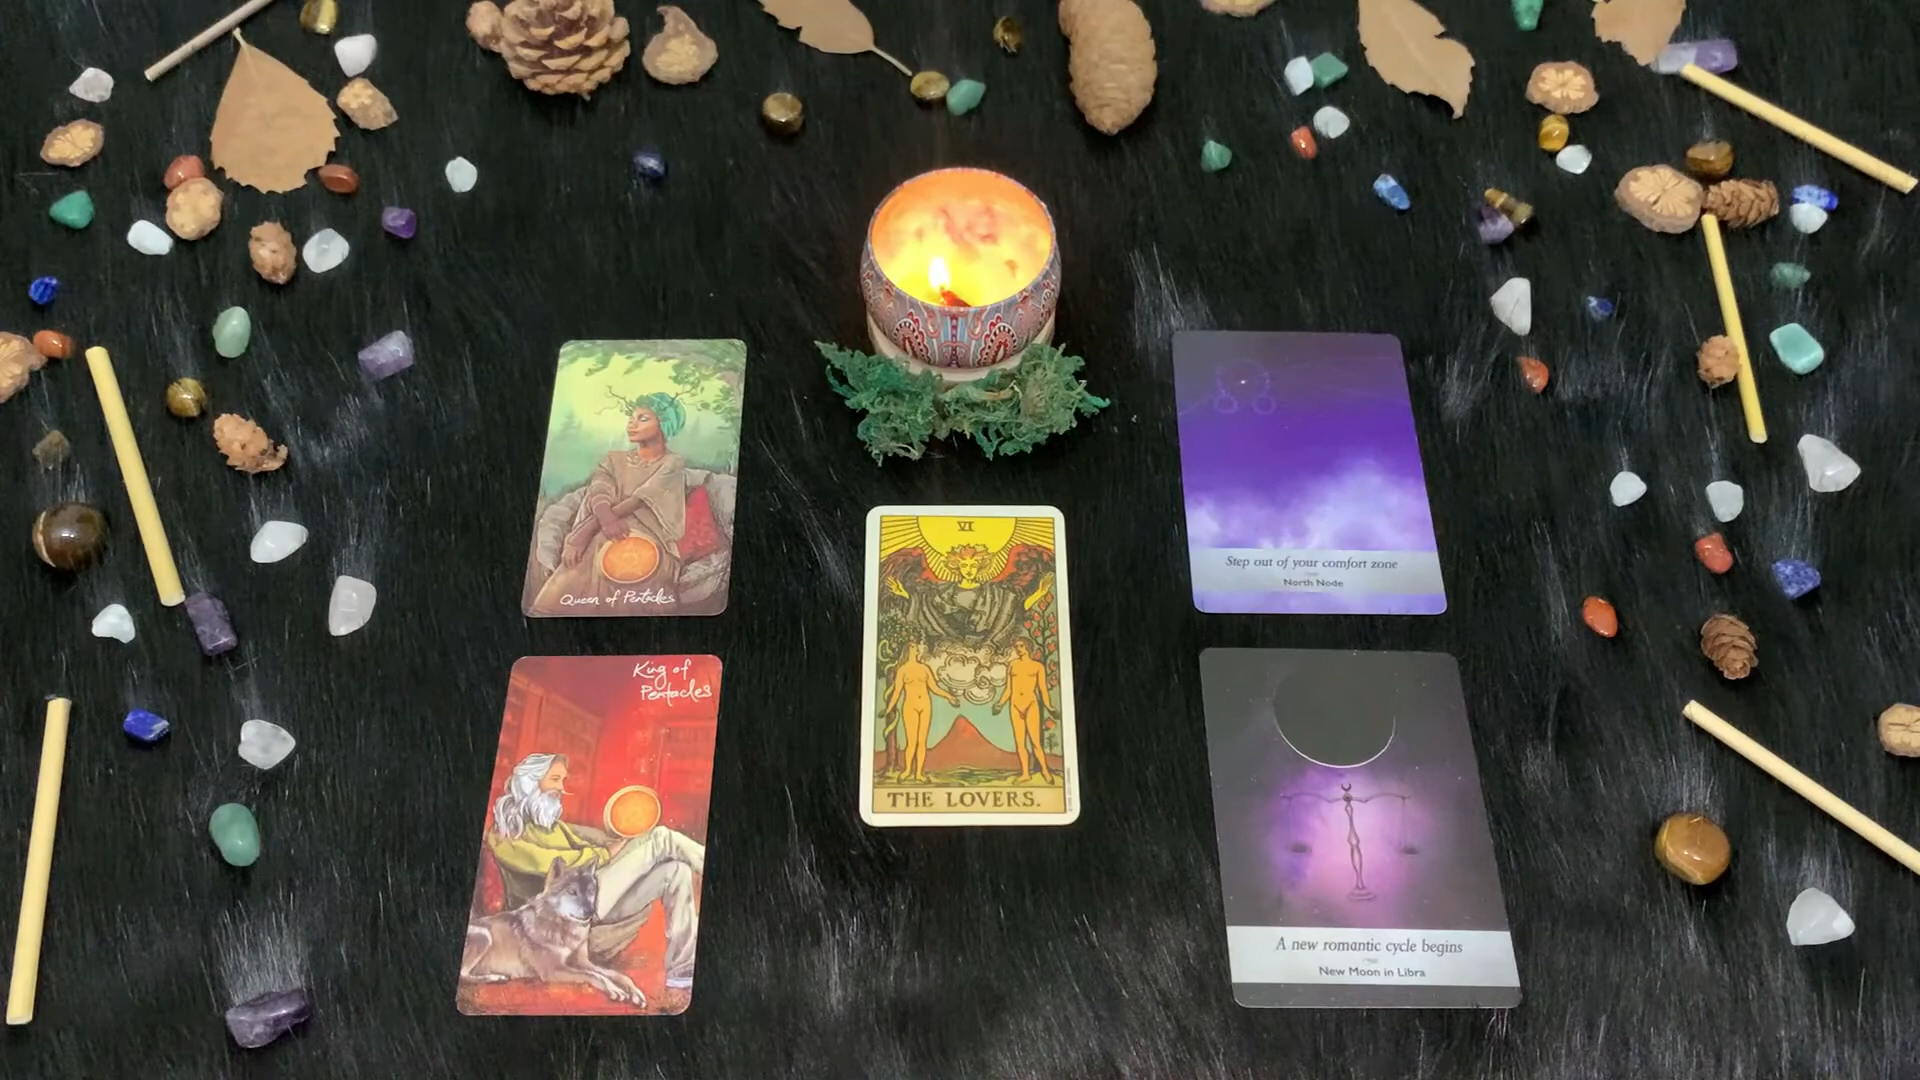 Queen of Pentacles
King of
Pentacles
VI
THE LOVERS.
Step out of your comfort zone
North Node
A new romantic cycle begins
New Moon in Libra